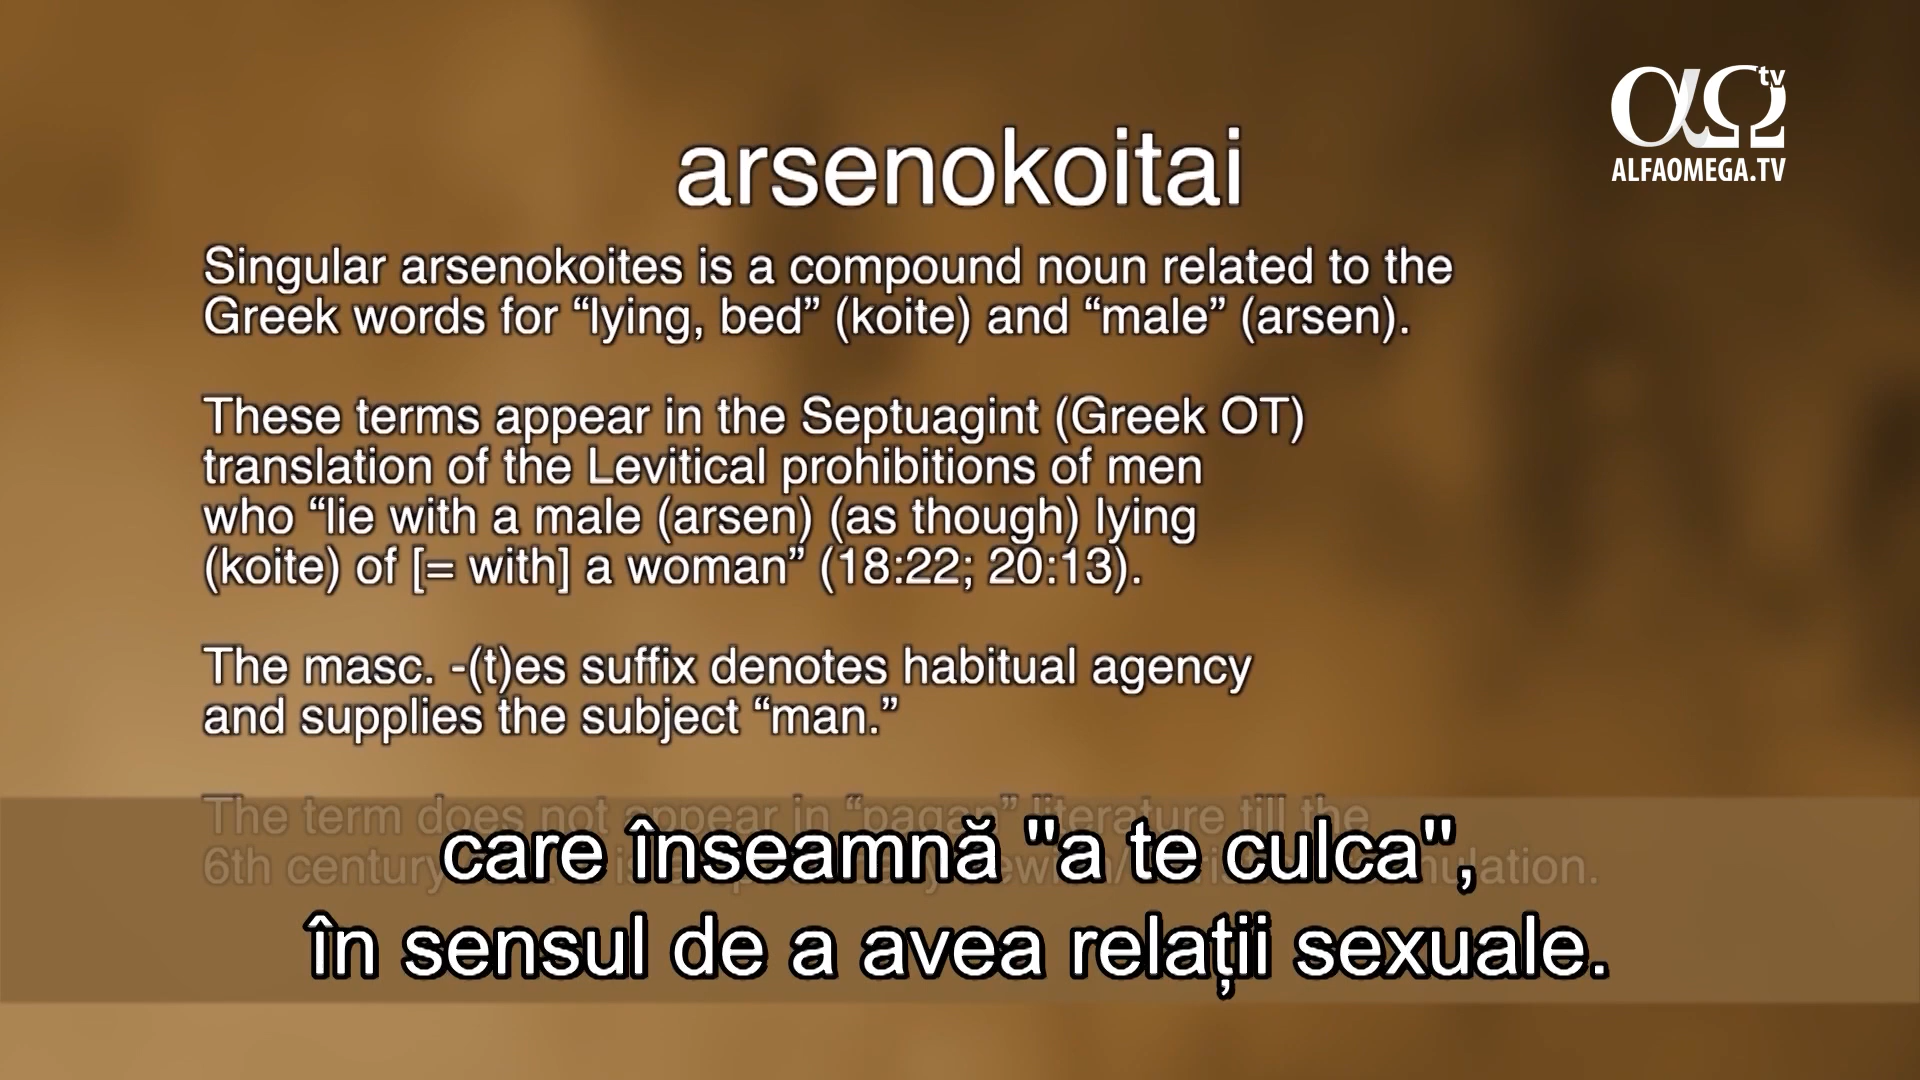 tv
ALFAOMEGA.TV
arsenokoitai
Singular arsenokoites is a compound noun related to the
Greek words for “lying, bed” (koite) and “male” (arsen).
These terms appear in the Septuagint (Greek OT)
translation of the Levitical prohibitions of men
who “lie with a male (arsen) (as though) lying
(koite) of [= with] a woman” (18:22; 20:13).
The masc. -(t)es suffix denotes habitual agency
and supplies the subject “man.”
The term does not appear in “pagan” literature till the
6th century
care înseamnă "a te culca",
în sensul de a avea relații sexuale.